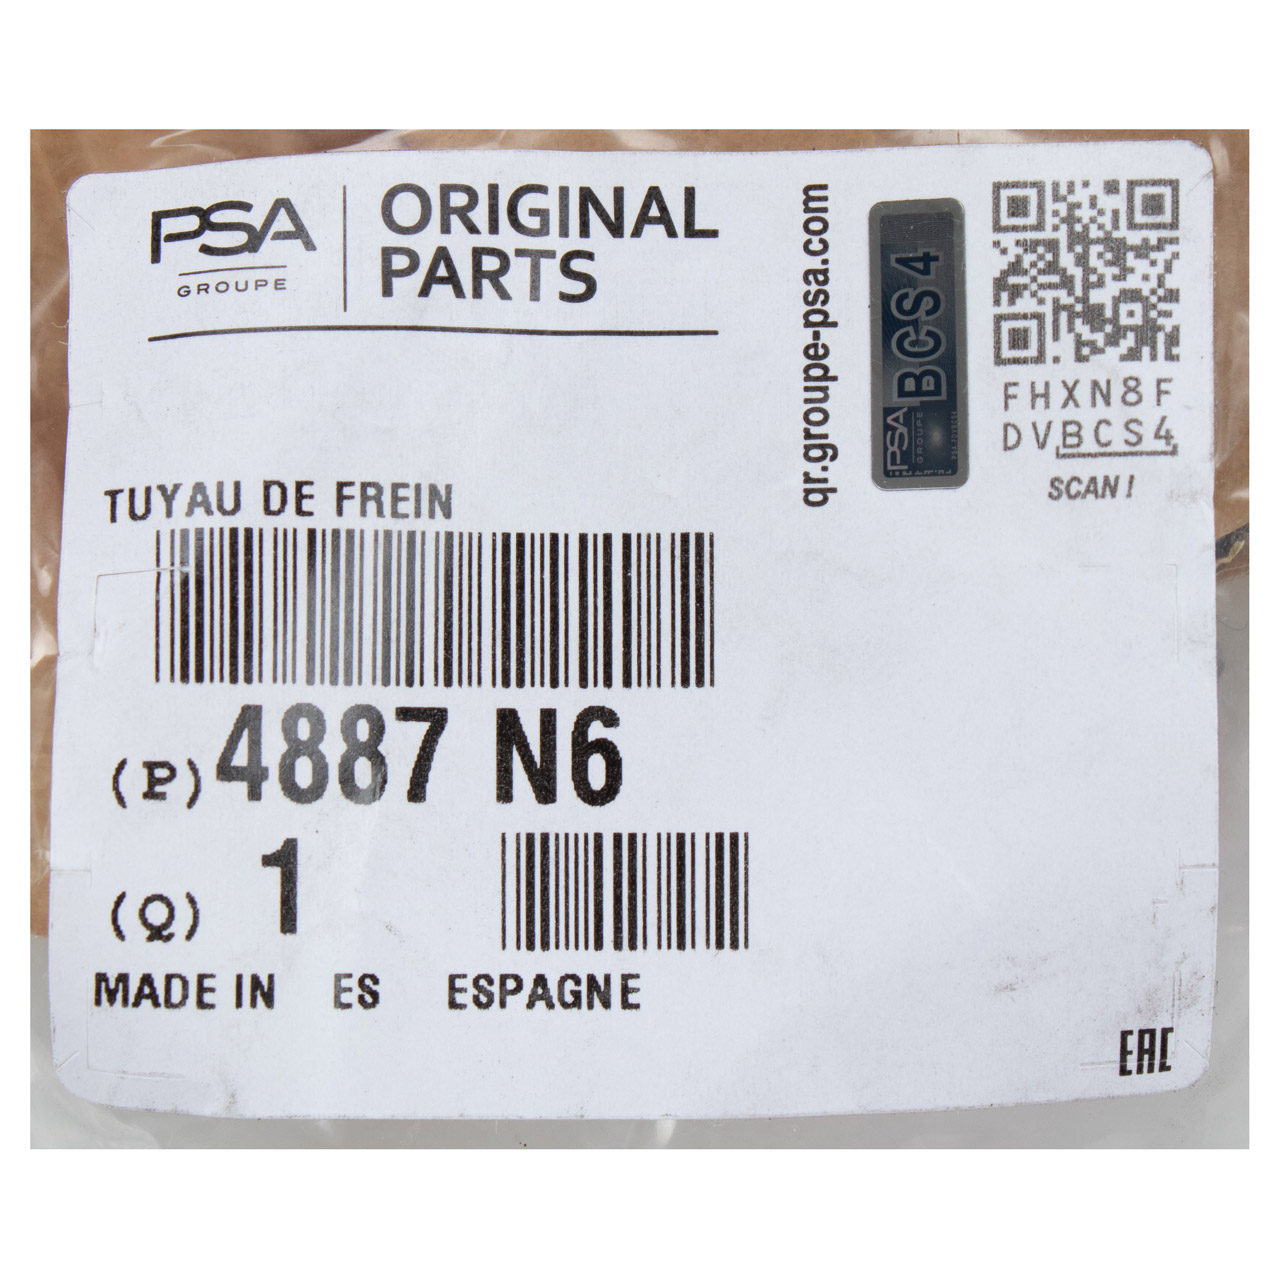 PSA
GROUPE
ORIGINAL
PARTS
qr.groupe-psa.com
BCS4
PSA
GROUPE
FHXN8F
DVBCS4
SCAN !
TUYAU DE FREIN
(P) 4887 N6
(Q) 1
MADE IN ES ESPAGNE
EAC